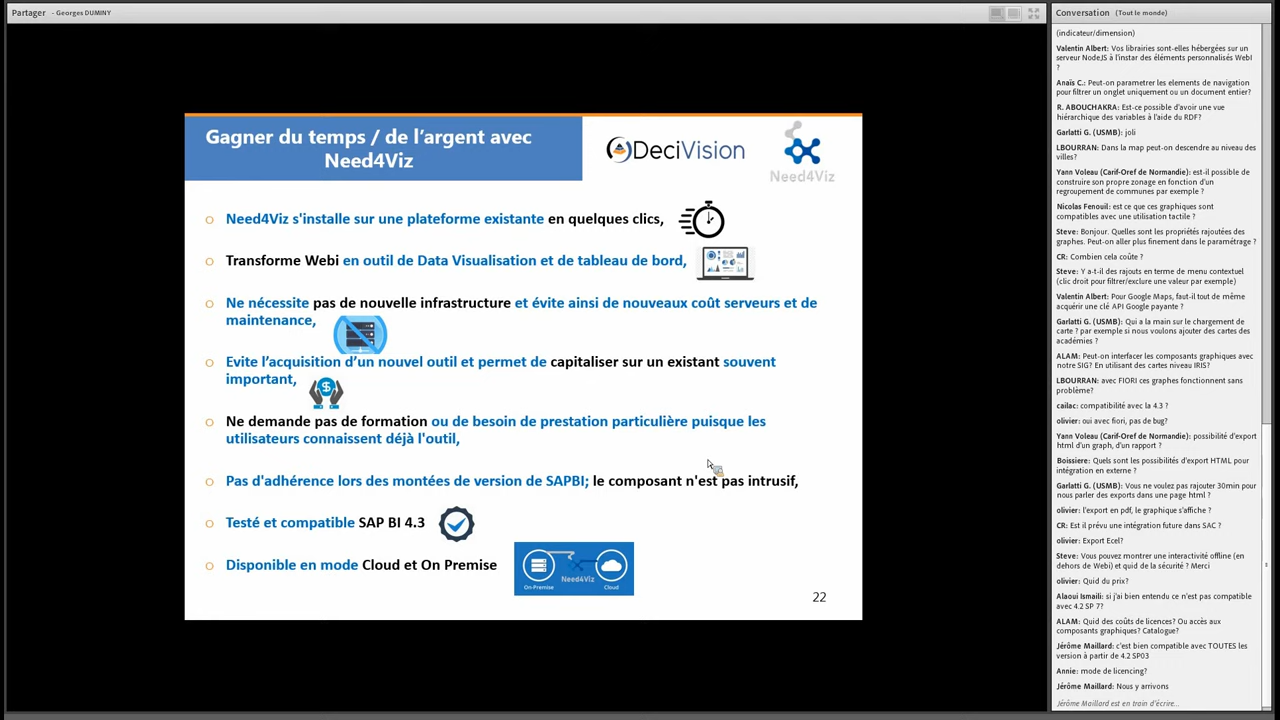 Partager - Georges DUMINY
Gagner du temps / de l'argent avec
Need4Viz
DeciVision
Need4Viz
Need4Viz s'installe sur une plateforme existante en quelques clics,
Transforme Webi en outil de Data Visualisation et de tableau de bord,
Ne nécessite pas de nouvelle infrastructure et évite ainsi de nouveaux coût serveurs et de
maintenance,
Evite l'acquisition d'un nouvel outil et permet de capitaliser sur un existant souvent
important,
Ne demande pas de formation ou de besoin de prestation particulière puisque les
utilisateurs connaissent déjà l'outil,
Pas d'adhérence lors des montées de version de SAPBI; le composant n'est pas intrusif,
Testé et compatible SAP BI 4.3
Disponible en mode Cloud et On Premise
Need4Viz
On-Premise
Cloud
22
Conversation (Tout le monde)
(indicateur/dimension)
Valentin Albert: Vos librairies sont-elles hébergées sur un
serveur NodeJS à l'instar des éléments personnalisés WebI
?
Anaïs C.: Peut-on parametrer les elements de navigation
pour filtrer un onglet uniquement ou un document entier?
R. ABOUCHAKRA: Est-ce possible d'avoir une vue
hiérarchique des variables à l'aide du RDF?
Garlatti G. (USMB): joli
LBOURRAN: Dans la map peut-on descendre au niveau des
villes?
Yann Voleau (Carif-Oref de Normandie): est-il possible de
construire son propre zonage en fonction d'un
regroupement de communes par exemple ?
Nicolas Fenouil: est ce que ces graphiques sont
compatibles avec une utilisation tactile ?
Steve: Bonjour. Quelles sont les propriétés rajoutées des
graphes. Peut-on aller plus finement dans le paramétrage ?
CR: Combien cela coûte ?
Steve: Y a-t-il des rajouts en terme de menu contextuel
(clic droit pour filtrer/exclure une valeur par exemple)
Valentin Albert: Pour Google Maps, faut-il tout de même
acquérir une clé API Google payante ?
Garlatti G. (USMB): Qui a la main sur le chargement de
carte ? par exemple si nous voulons ajouter des cartes des
académies ?
ALAM: Peut-on interfacer les composants graphiques avec
notre SIG? En utilisant des cartes niveau IRIS?
LBOURRAN: avec FIORI ces graphes fonctionnent sans
problème?
cailac: compatibilité avec la 4.3 ?
olivier: oui avec fiori, pas de bug?
Yann Voleau (Carif-Oref de Normandie): possibilité d'export
html d'un graph, d'un rapport ?
Boissiere: Quels sont les possibilités d'export HTML pour
intégration en externe ?
Garlatti G. (USMB): Vous ne voulez pas rajouter 30min pour
nous parler des exports dans une page html ?
olivier: l'export en pdf, le graphique s'affiche ?
CR: Est il prévu une intégration future dans SAC ?
olivier: Export Ecel?
Steve: Vous pouvez montrer une interactivité offline (en
dehors de Webi) et quid de la sécurité ? Merci
olivier: Quid du prix?
Alaoui Ismaili: si j'ai bien entendu ce n'est pas compatible
avec 4.2 SP 7?
ALAM: Quid des coûts de licences? Ou accès aux
composants graphiques? Catalogue?
Jérôme Maillard: c'est bien compatible avec TOUTES les
version à partir de 4.2 SP03
Annie: mode de licencing?
Jérôme Maillard: Nous y arrivons
Jérôme Maillard est en train d'écrire...